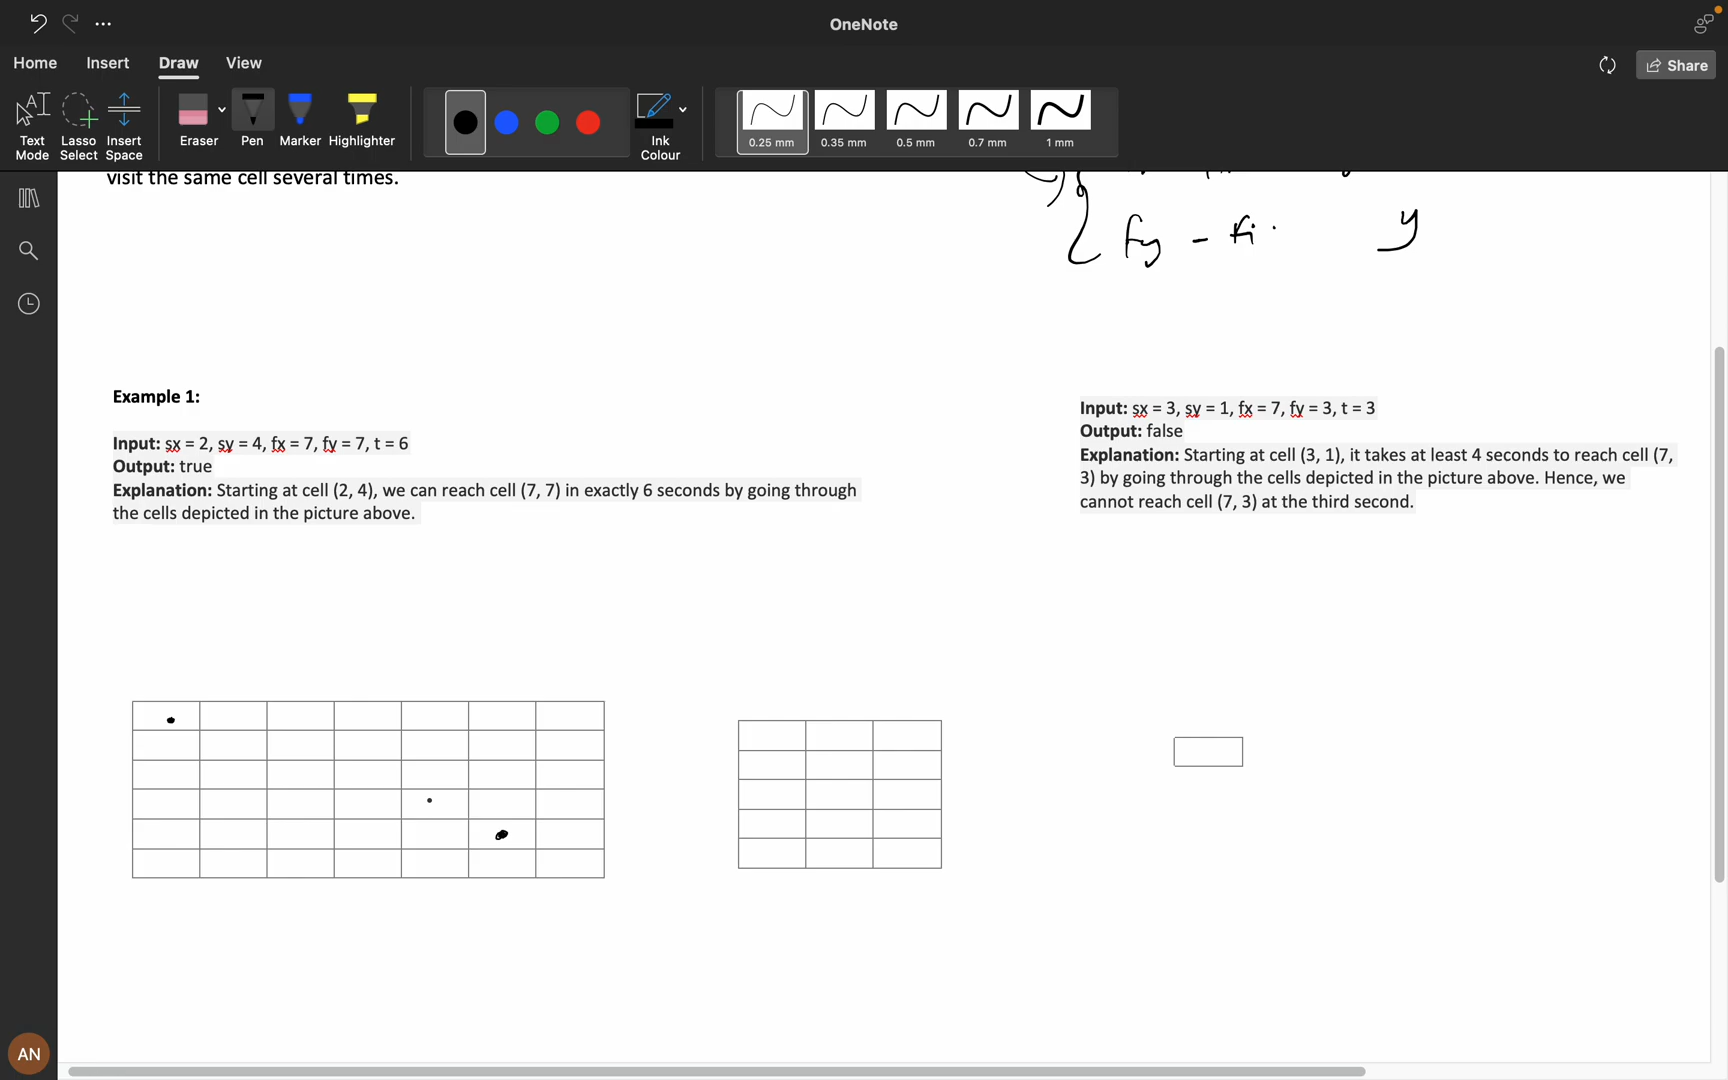 OneNote
Home Insert Draw View
Share
Text Mode
Lasso Select
Insert Space
Eraser
Pen
Marker
Highlighter
Ink Colour
0.25 mm
0.35 mm
0.5 mm
0.7 mm
1 mm
visit the same cell several times.
fy - fi y
Example 1:
Input: sx = 2, sy = 4, fx = 7, fy = 7, t = 6
Output: true
Explanation: Starting at cell (2, 4), we can reach cell (7, 7) in exactly 6 seconds by going through
the cells depicted in the picture above.
Input: sx = 3, sy = 1, fx = 7, fy = 3, t = 3
Output: false
Explanation: Starting at cell (3, 1), it takes at least 4 seconds to reach cell (7,
3) by going through the cells depicted in the picture above. Hence, we
cannot reach cell (7, 3) at the third second.
AN